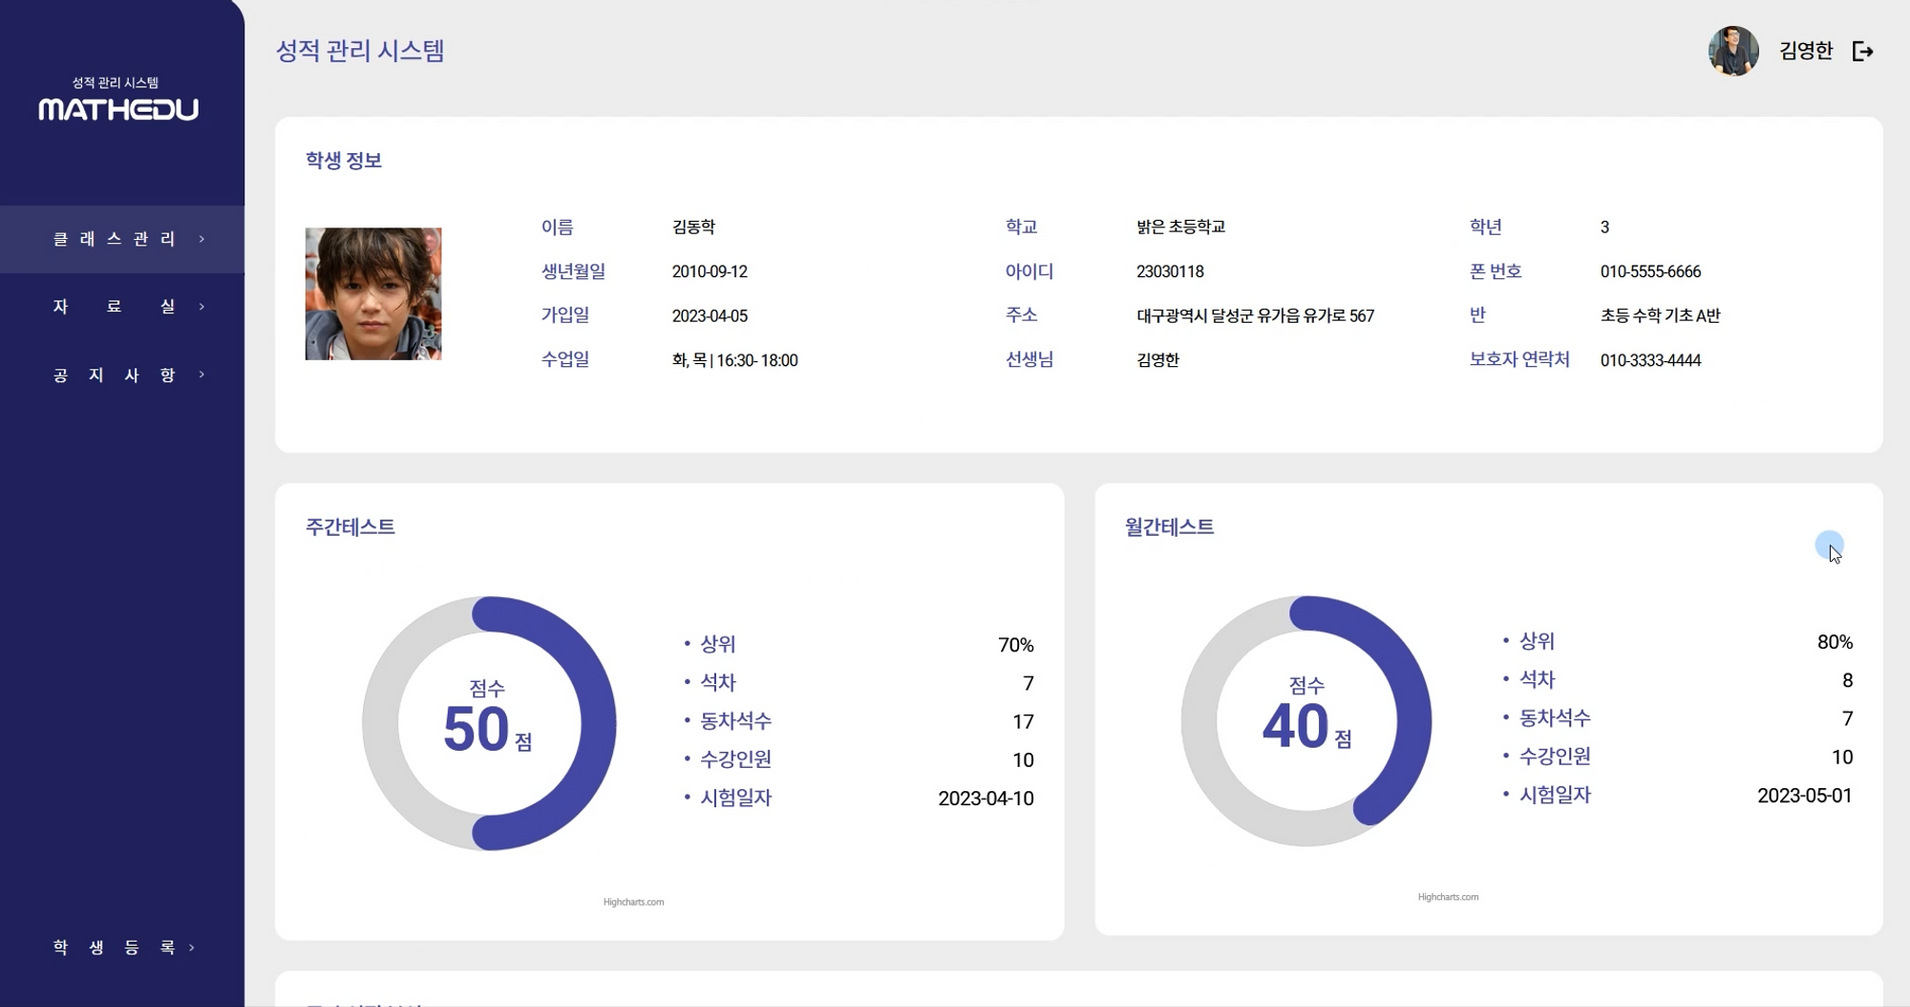 성적 관리 시스템
MATHEDU
클래스관리
자료실
공지사항
학생등록
성적 관리 시스템
김영한
학생 정보
이름 김동학 학교 밝은 초등학교 학년 3
생년월일 2010-09-12 아이디 23030118 폰 번호 010-5555-6666
가입일 2023-04-05 주소 대구광역시 달성군 유가읍 유가로 567 반 초등 수학 기초 A반
수업일 화, 목 | 16:30- 18:00 선생님 김영한 보호자 연락처 010-3333-4444
주간테스트
점수
50 점
• 상위 70%
• 석차 7
• 동차석수 17
• 수강인원 10
• 시험일자 2023-04-10
Highcharts.com
월간테스트
점수
40 점
• 상위 80%
• 석차 8
• 동차석수 7
• 수강인원 10
• 시험일자 2023-05-01
Highcharts.com